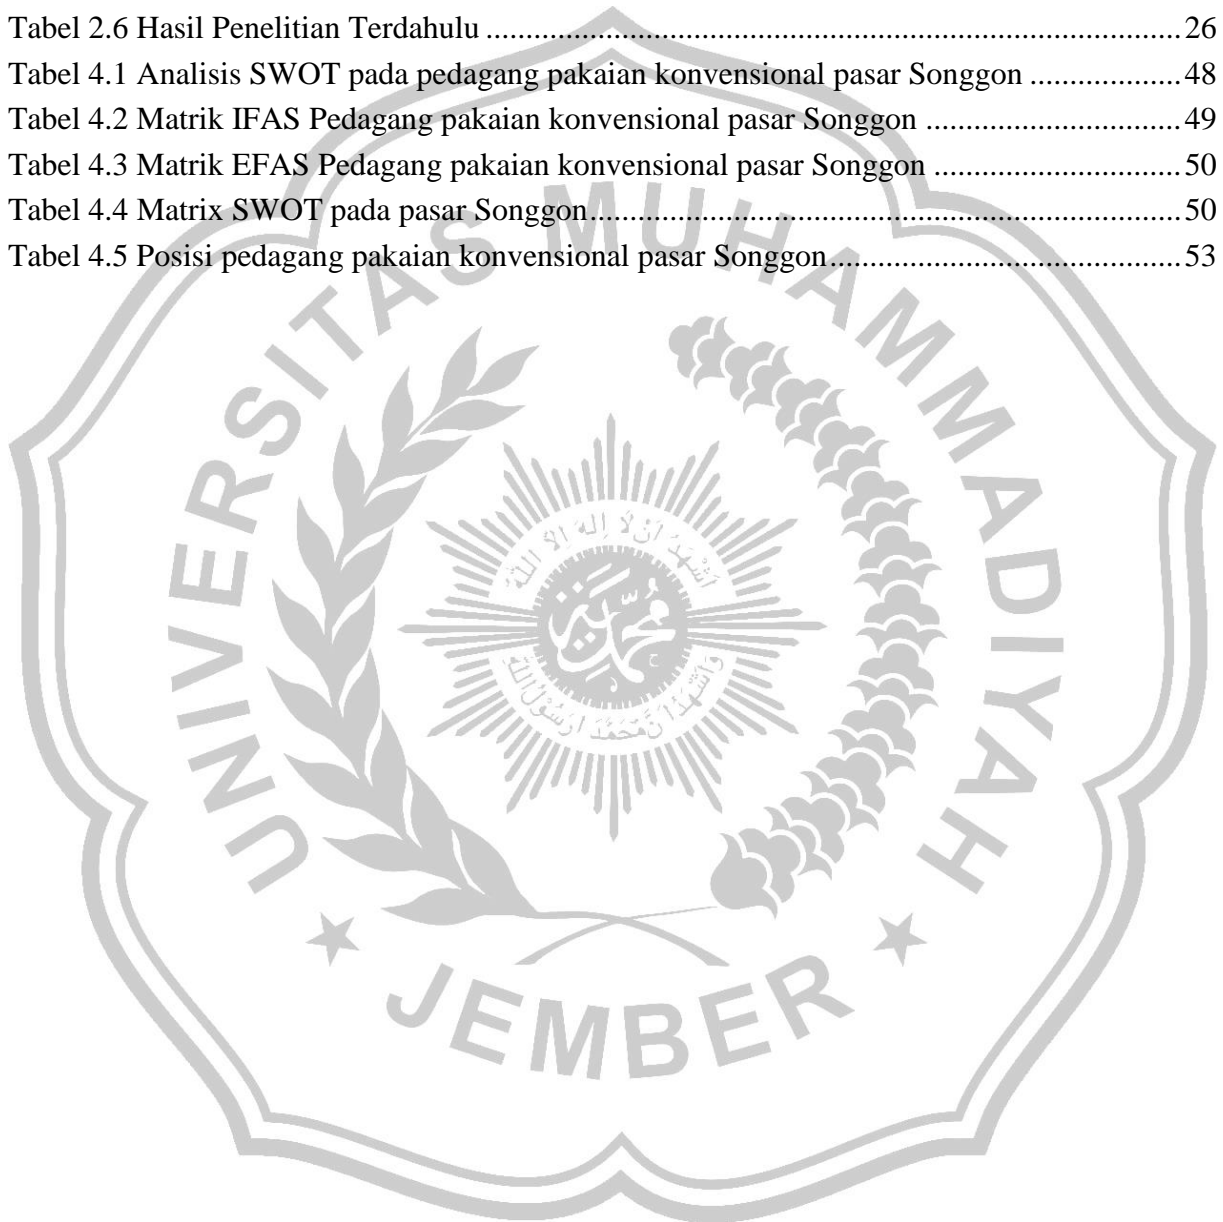 Tabel 2.6 Hasil Penelitian Terdahulu ........................................................................................26
Tabel 4.1 Analisis SWOT pada pedagang pakaian konvensional pasar Songgon ...................48
Tabel 4.2 Matrik IFAS Pedagang pakaian konvensional pasar Songgon ................................49
Tabel 4.3 Matrik EFAS Pedagang pakaian konvensional pasar Songgon ...............................50
Tabel 4.4 Matrix SWOT pada pasar Songgon..........................................................................50
Tabel 4.5 Posisi pedagang pakaian konvensional pasar Songgon............................................53
UNIVERSITAS MUHAMMADIYAH
JEMBER